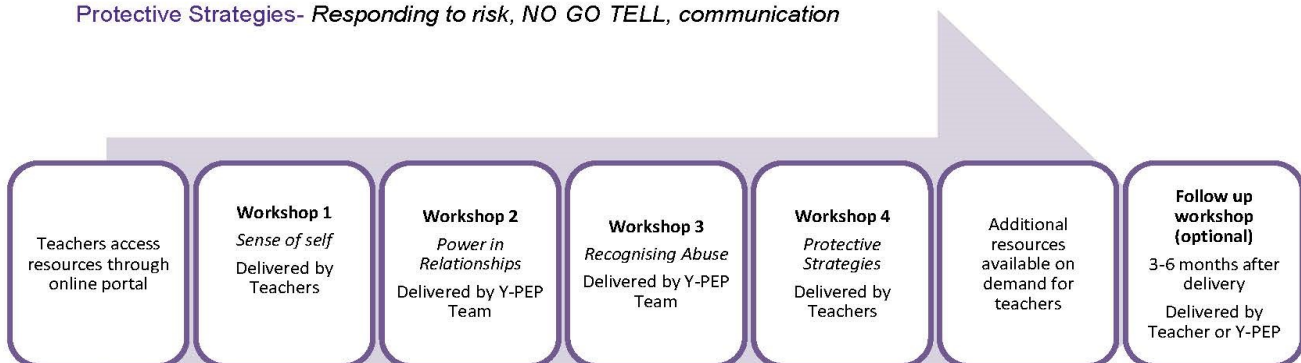 Protective Strategies- Responding to risk, NO GO TELL, communication
Teachers access
resources through
online portal
Workshop 1
Sense of self
Delivered by
Teachers
Workshop 2
Power in
Relationships
Delivered by Y-PEP
Team
Workshop 3
Recognising Abuse
Delivered by Y-PEP
Team
Workshop 4
Protective
Strategies
Delivered by
Teachers
Additional
resources
available on
demand for
teachers
Follow up
workshop
(optional)
3-6 months after
delivery
Delivered by
Teacher or Y-PEP